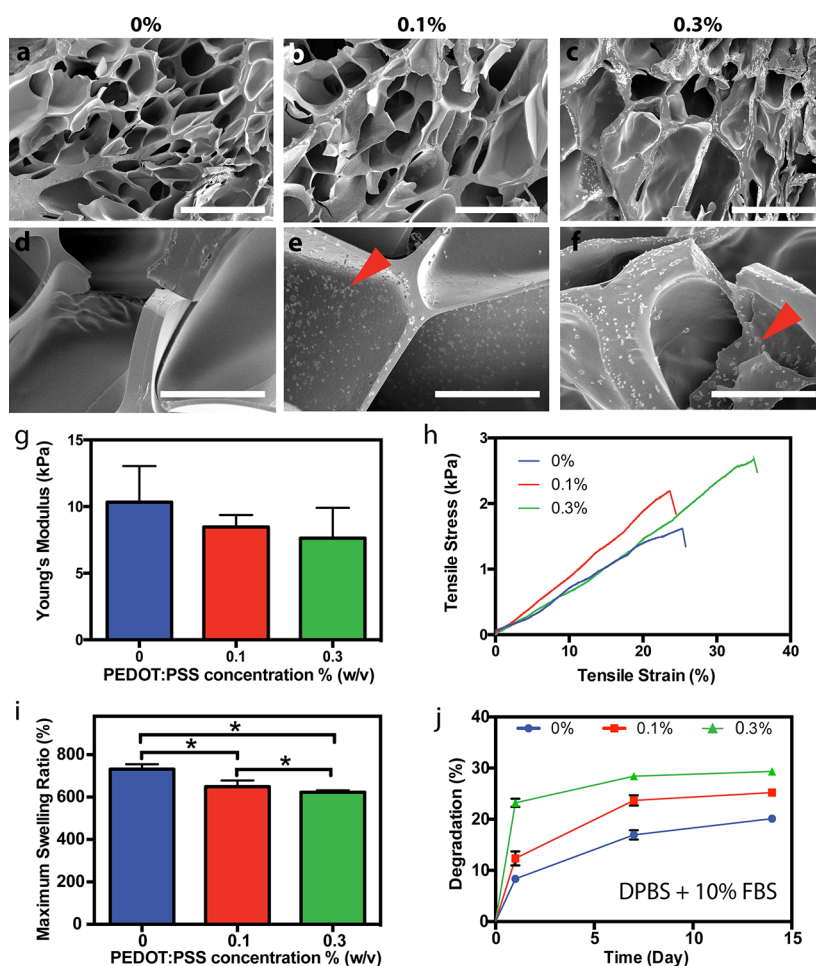 0% 0.1% 0.3%
a b c
d e f
g
Young's Modulus (kPa)
15
10
5
0
0 0.1 0.3
PEDOT:PSS concentration % (w/v)
h
Tensile Stress (kPa)
3
2
1
0
0%
0.1%
0.3%
0 10 20 30 40
Tensile Strain (%)
i
Maximum Swelling Ratio (%)
800
600
400
200
0
*
* *
0 0.1 0.3
PEDOT:PSS concentration % (w/v)
j
Degradation (%)
40
30
20
10
0
0% 0.1% 0.3%
DPBS + 10% FBS
0 5 10 15
Time (Day)